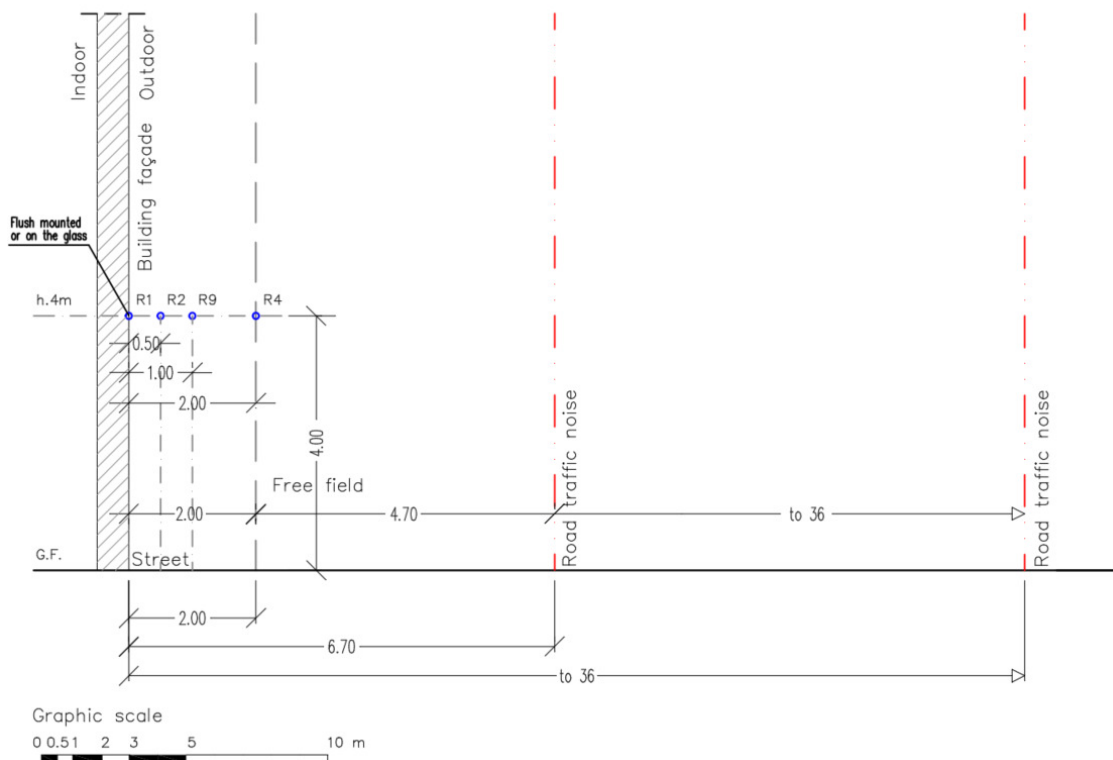 Indoor
Building façade
Outdoor
Flush mounted
or on the glass
h.4m
R1
R2
R9
R4
0.50
1.00
2.00
4.00
Free field
2.00
4.70
to 36
Road traffic noise
Road traffic noise
G.F.
Street
2.00
6.70
to 36
Graphic scale
0 0.5 1 2 3 5 10 m